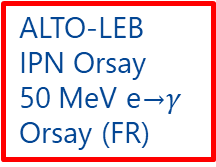 ALTO-LEB
IPN Orsay
50 MeV e→γ
Orsay (FR)